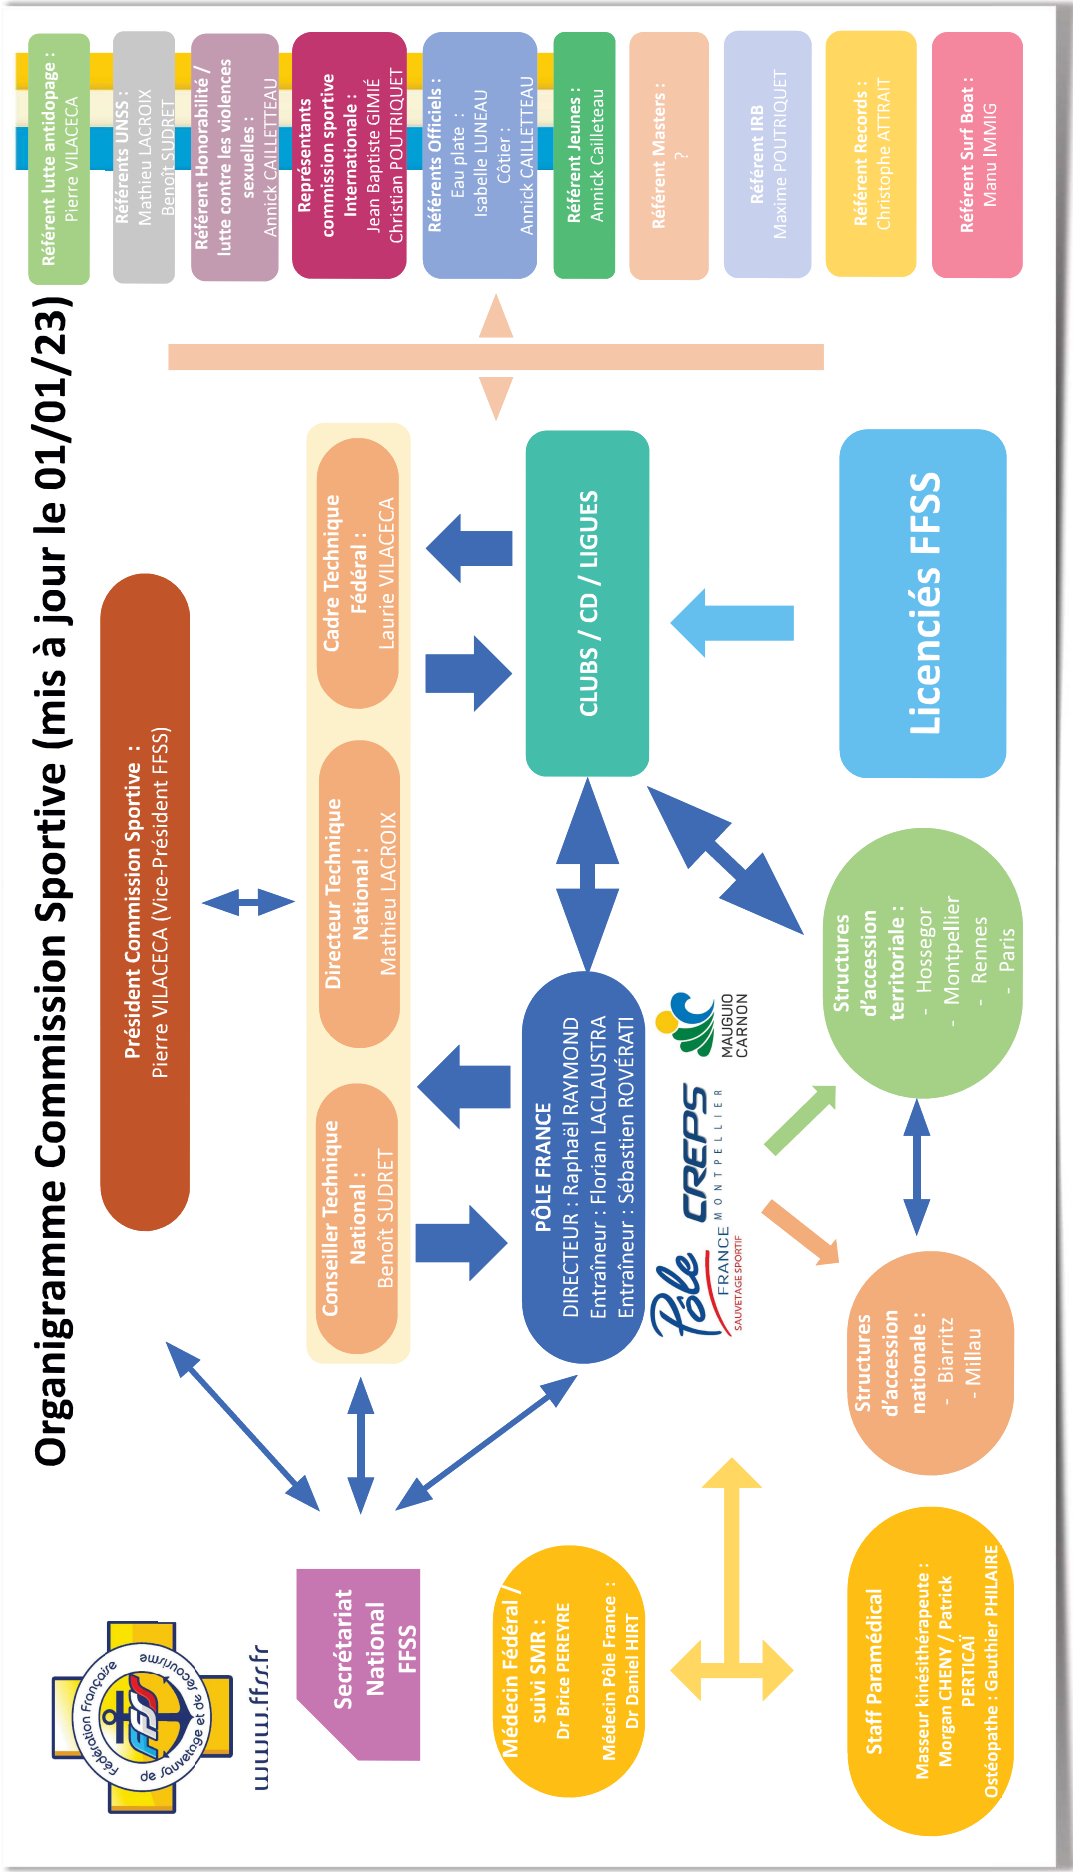 Organigramme Commission Sportive (mis à jour le 01/01/23)
Fédération Française
de sauvetage et de secourisme
FFSS
www.ffss.fr
Président Commission Sportive :
Pierre VILACECA (Vice-Président FFSS)
Secrétariat
National
FFSS
Conseiller Technique
National :
Benoît SUDRET
Directeur Technique
National :
Mathieu LACROIX
Cadre Technique
Fédéral :
Laurie VILACECA
Médecin Fédéral /
suivi SMR :
Dr Brice PEREYRE
Médecin Pôle France :
Dr Daniel HIRT
PÔLE FRANCE
DIRECTEUR : Raphaël RAYMOND
Entraîneur : Florian LACLAUSTRA
Entraîneur : Sébastien ROVÉRATI
CLUBS / CD / LIGUES
Pôle
FRANCE
SAUVETAGE SPORTIF
CREPS
MONTPELLIER
MAUGUIO
CARNON
Staff Paramédical
Masseur kinésithérapeute :
Morgan CHENY / Patrick
PERTICAÏ
Ostéopathe : Gauthier PHILAIRE
Structures
d'accession
nationale :
- Biarritz
- Millau
Structures
d'accession
territoriale :
- Hossegor
- Montpellier
- Rennes
- Paris
Licenciés FFSS
Référent lutte antidopage :
Pierre VILACECA
Référents UNSS :
Mathieu LACROIX
Benoît SUDRET
Référent Honorabilité /
lutte contre les violences
sexuelles :
Annick CAILLETTEAU
Représentants
commission sportive
Internationale :
Jean Baptiste GIMIÉ
Christian POUTRIQUET
Référents Officiels :
Eau plate :
Isabelle LUNEAU
Côtier :
Annick CAILLETTEAU
Référent Jeunes :
Annick Cailleteau
Référent Masters :
?
Référent IRB
Maxime POUTRIQUET
Référent Records :
Christophe ATTRAIT
Référent Surf Boat :
Manu IMMIG